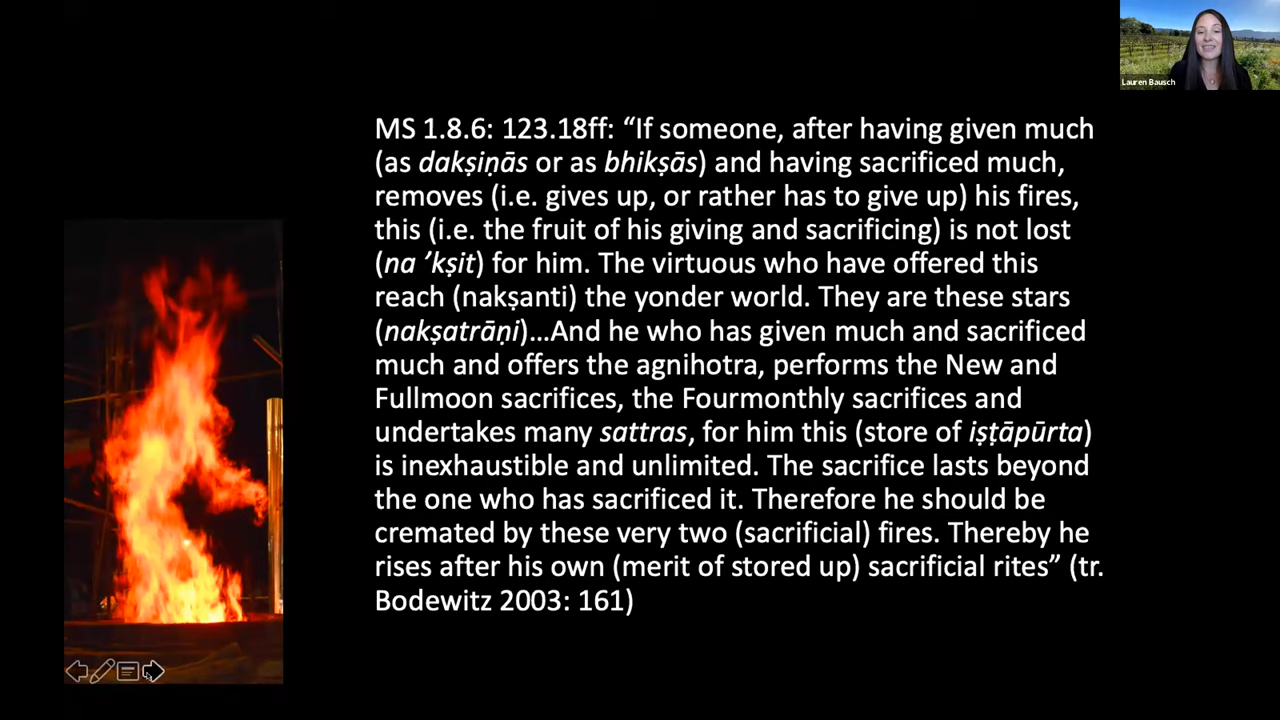 Lauren Bausch
MS 1.8.6: 123.18ff: “If someone, after having given much
(as dakṣiṇās or as bhikṣās) and having sacrificed much,
removes (i.e. gives up, or rather has to give up) his fires,
this (i.e. the fruit of his giving and sacrificing) is not lost
(na ’kṣit) for him. The virtuous who have offered this
reach (nakṣanti) the yonder world. They are these stars
(nakṣatrāṇi)…And he who has given much and sacrificed
much and offers the agnihotra, performs the New and
Fullmoon sacrifices, the Fourmonthly sacrifices and
undertakes many sattras, for him this (store of iṣṭāpūrta)
is inexhaustible and unlimited. The sacrifice lasts beyond
the one who has sacrificed it. Therefore he should be
cremated by these very two (sacrificial) fires. Thereby he
rises after his own (merit of stored up) sacrificial rites” (tr.
Bodewitz 2003: 161)